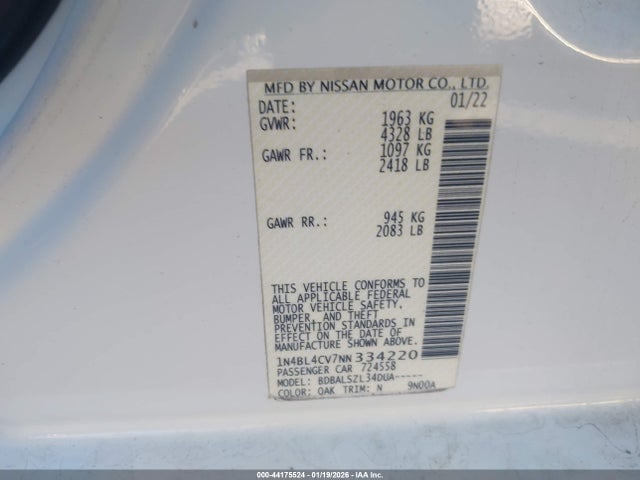 MFD BY NISSAN MOTOR CO., LTD.
DATE: 01/22
GVWR: 1963 KG
4328 LB
GAWR FR.: 1097 KG
2418 LB
GAWR RR.: 945 KG
2083 LB
THIS VEHICLE CONFORMS TO
ALL APPLICABLE FEDERAL
MOTOR VEHICLE SAFETY,
BUMPER, AND THEFT
PREVENTION STANDARDS IN
EFFECT ON THE DATE OF
MANUFACTURE SHOWN ABOVE.
1N4BL4CV7NN334220
PASSENGER CAR 724558
MODEL: BDBALSZL34DUA-----
COLOR: QAK TRIM: N 9N00A
000-44175524 | 01/19/2026 - IAA Inc.